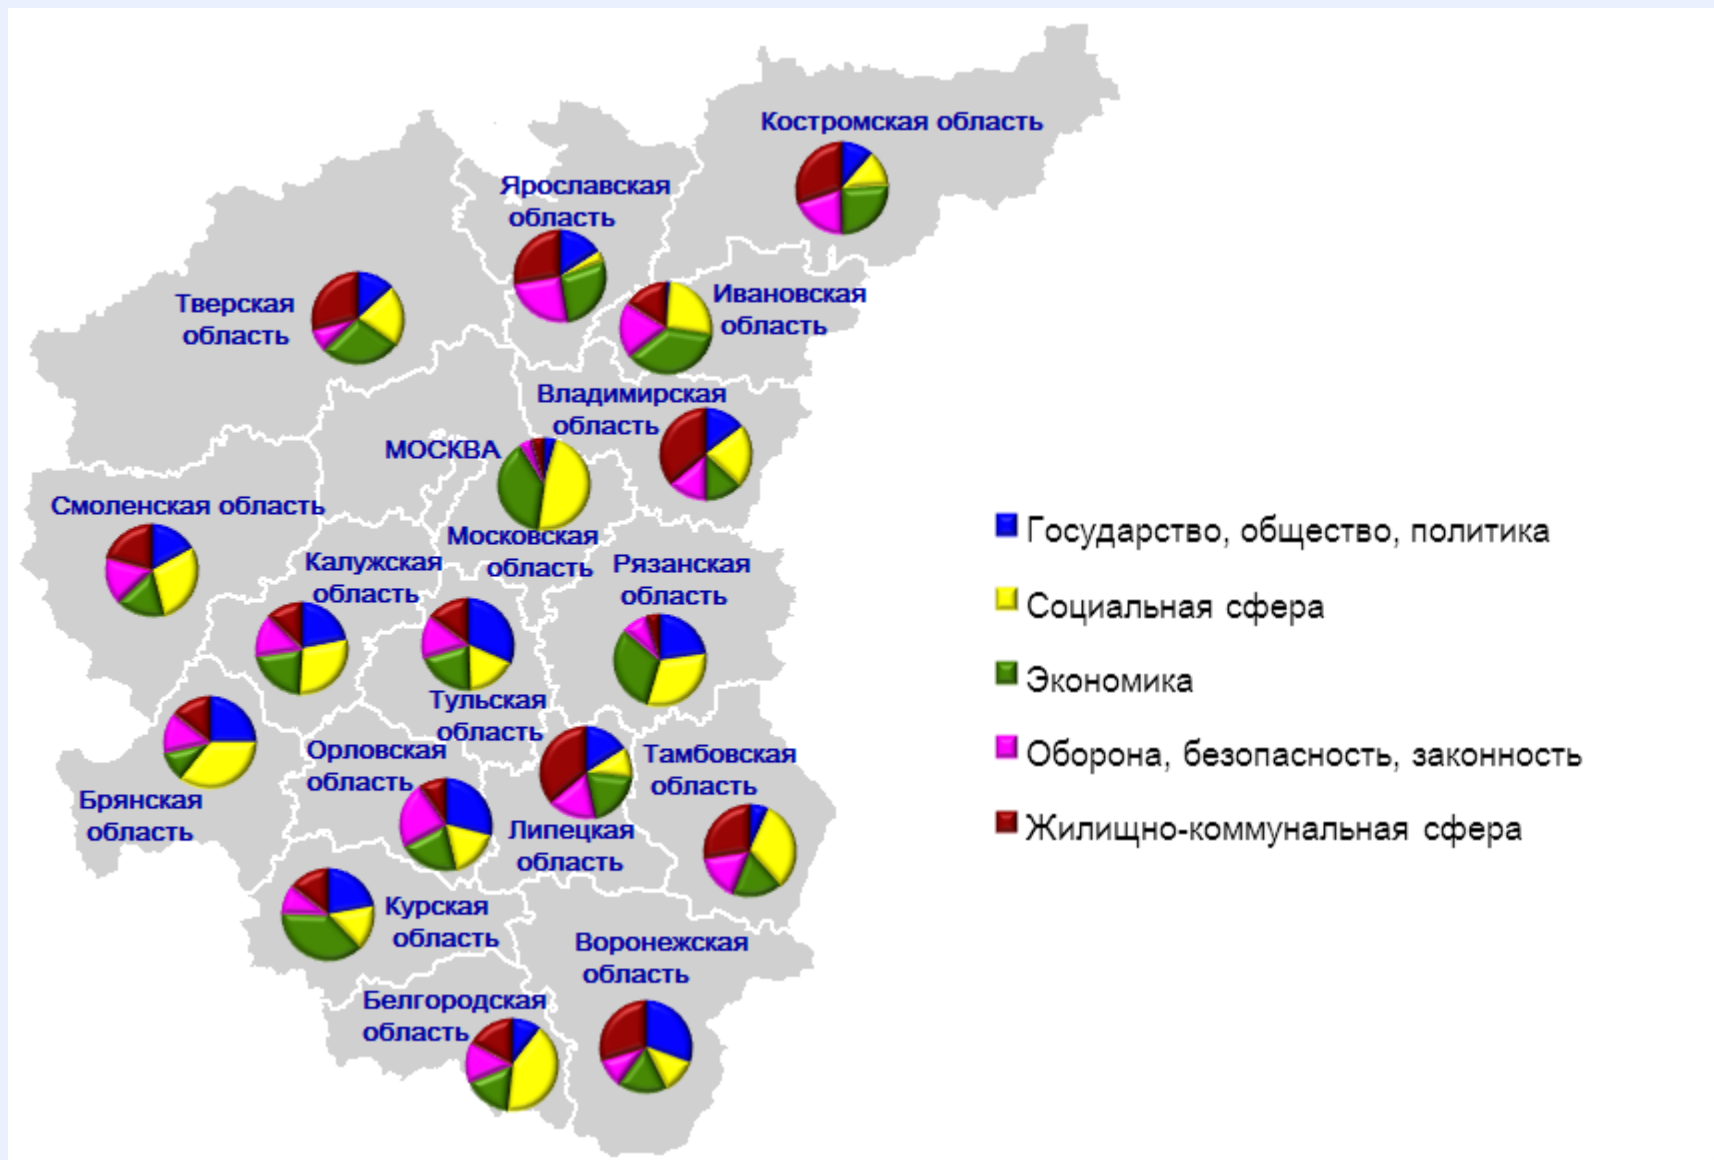 Костромская область
Ярославская
область
Тверская
область
Ивановская
область
Владимирская
область
МОСКВА
Смоленская область
Московская
область
Калужская
область
Рязанская
область
Тульская
область
Орловская
область
Тамбовская
область
Брянская
область
Липецкая
область
Курская
область
Воронежская
область
Белгородская
область
Государство, общество, политика
Социальная сфера
Экономика
Оборона, безопасность, законность
Жилищно-коммунальная сфера